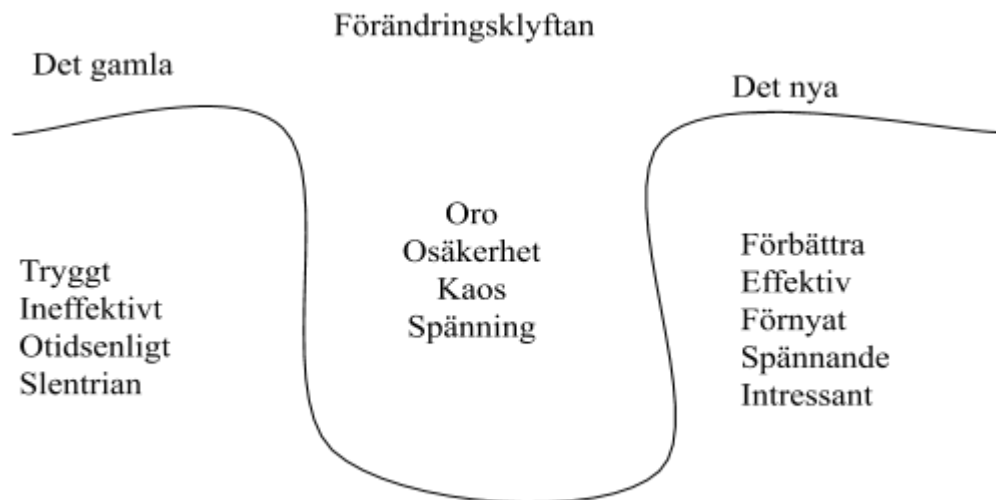 Förändringsklyftan
Det gamla
Det nya
Tryggt
Ineffektivt
Otidsenligt
Slentrian
Oro
Osäkerhet
Kaos
Spänning
Förbättra
Effektiv
Förnyat
Spännande
Intressant